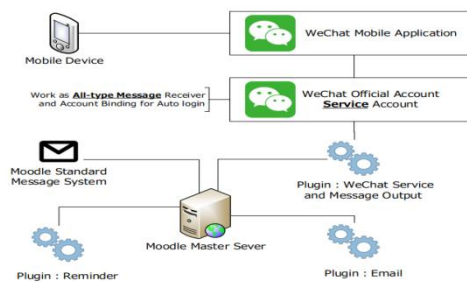 WeChat Mobile Application
Mobile Device
Work as All-type Message Receiver
and Account Binding for Auto login
WeChat Official Account
Service Account
Moodle Standard
Message System
Plugin : WeChat Service
and Message Output
Moodle Master Sever
Plugin : Reminder
Plugin : Email